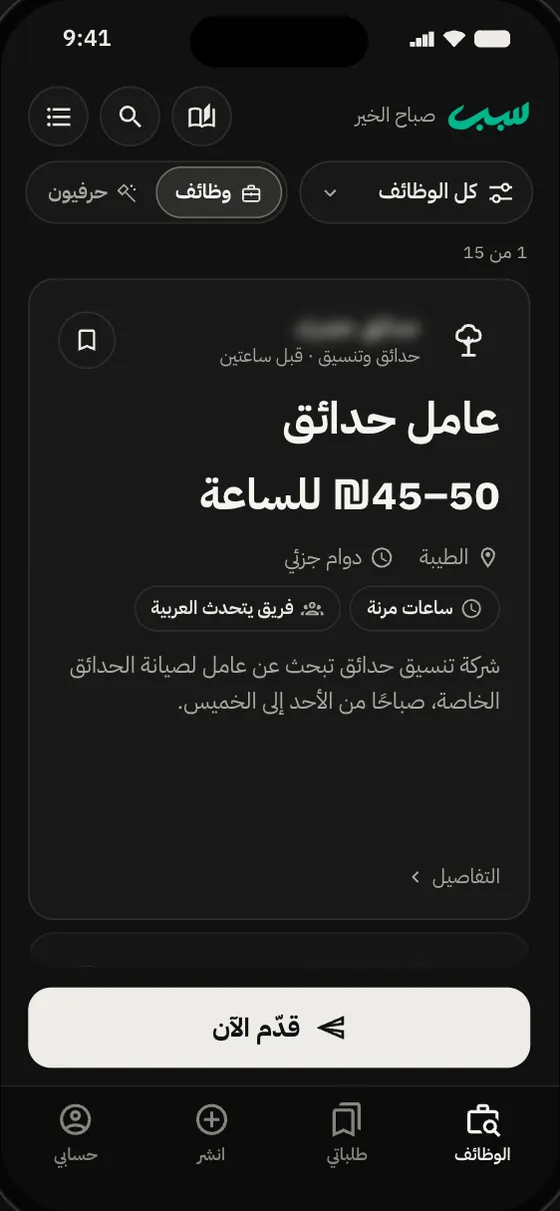 9:41
سبب
صباح الخير
كل الوظائف
وظائف
حرفيون
1 من 15
حدائق وتنسيق · قبل ساعتين
عامل حدائق
45–50₪ للساعة
الطيبة
دوام جزئي
ساعات مرنة
فريق يتحدث العربية
شركة تنسيق حدائق تبحث عن عامل لصيانة الحدائق
الخاصة، صباحًا من الأحد إلى الخميس.
التفاصيل
قدّم الآن
الوظائف
طلباتي
انشر
حسابي